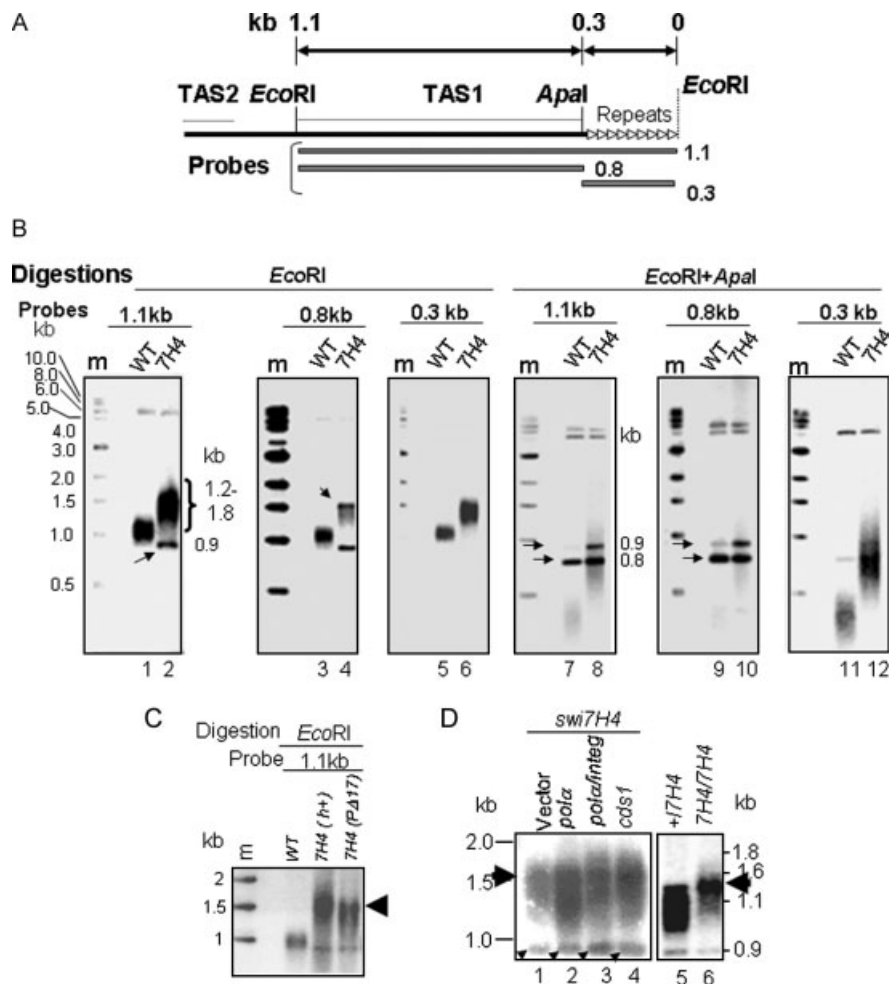 A
kb 1.1 0.3 0
TAS2 EcoRI TAS1 ApaI EcoRI
Repeats
Probes
1.1
0.8
0.3
B
Digestions EcoRI EcoRI+ApaI
Probes 1.1kb 0.8kb 0.3 kb 1.1kb 0.8kb 0.3 kb
kb m WT 7H4 m WT 7H4 m WT 7H4 m WT 7H4 m WT 7H4 m WT 7H4
10.0
8.0
6.0
5.0
4.0
3.0
2.0
1.5
1.0
0.5
kb
1.2-
1.8
0.9
kb
0.9
0.8
1 2 3 4 5 6 7 8 9 10 11 12
C
Digestion EcoRI
Probe 1.1kb
kb m WT 7H4 (h+) 7H4 (PΔ17)
2
1.5
1
D
swi7H4
kb Vector polα polα/integ cds1 +/7H4 7H4/7H4 kb
2.0
1.5
1.0
1.8
1.6
1.1
0.9
1 2 3 4 5 6